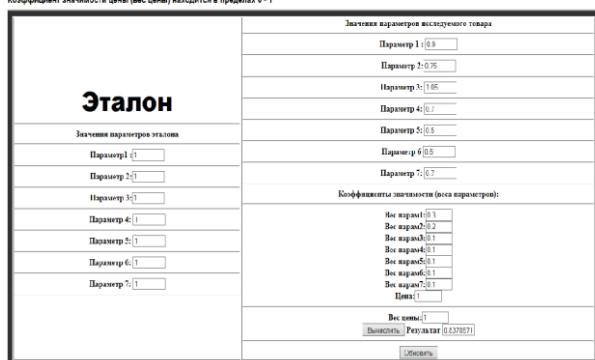 Коэффициент значимости цены (вес цены) находится в пределах 0 - 1
Эталон
Значения параметров эталона
Параметр1 :1
Параметр 2:1
Параметр 3:1
Параметр 4: 1
Параметр 5: 1
Параметр 6: 1
Параметр 7: 1
Значения параметров исследуемого товара
Параметр 1 : 0.9
Параметр 2: 0.75
Параметр 3: 1.05
Параметр 4: 0.7
Параметр 5: 0.5
Параметр 6 0.5
Параметр 7: 0.7
Коэффициенты значимости (веса параметров):
Вес парам1: 0.3
Вес парам2: 0.2
Вес парам3: 0.1
Вес парам4: 0.1
Вес парам5: 0.1
Вес парам6: 0.1
Вес парам7: 0.1
Цена: 1
Вес цены: 1
Вычислить Результат 0.8378571
Обновить